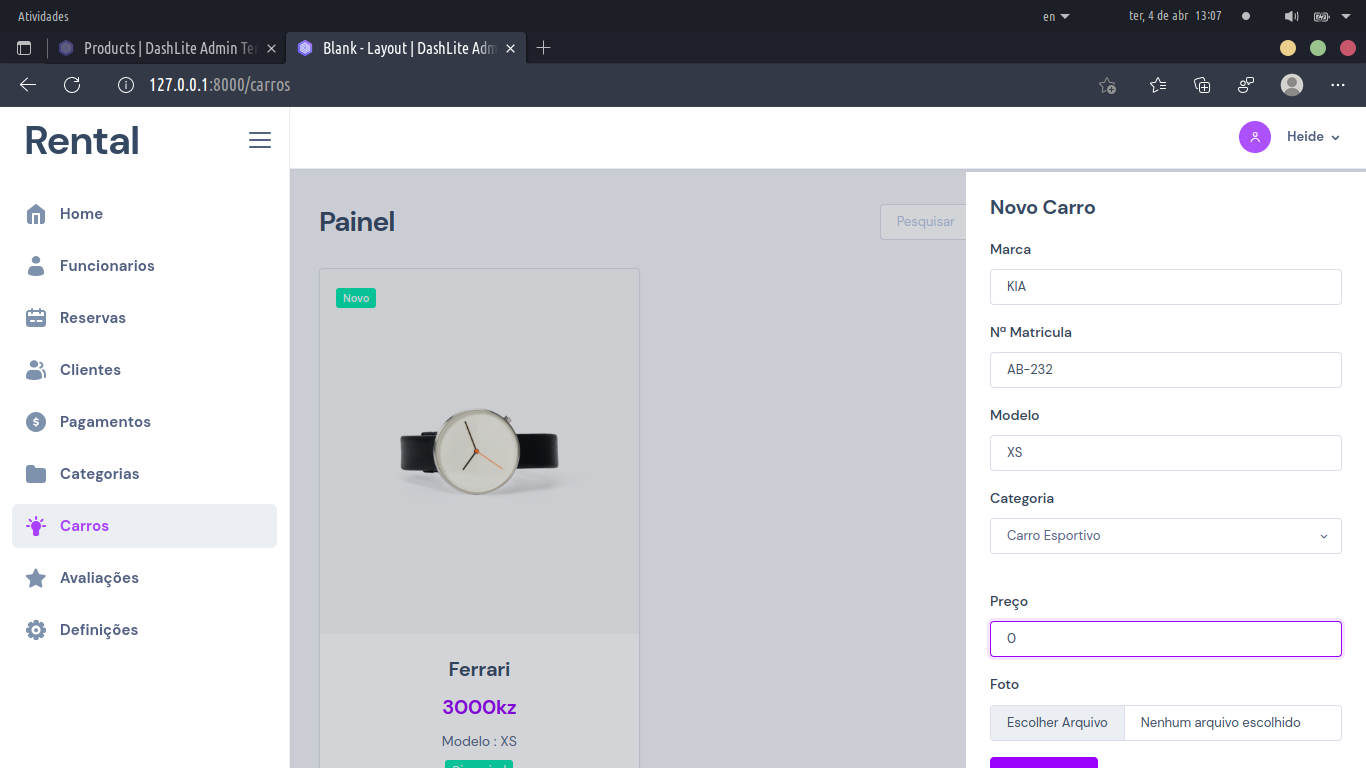 Atividades
en
ter, 4 de abr 13:07
Products | DashLite Admin Te
Blank - Layout | DashLite Adm
127.0.0.1:8000/carros
Rental
Heide
Home
Funcionarios
Reservas
Clientes
Pagamentos
Categorias
Carros
Avaliações
Definições
Painel
Pesquisar
Novo
Ferrari
3000kz
Modelo : XS
Novo Carro
Marca
KIA
Nª Matricula
AB-232
Modelo
XS
Categoria
Carro Esportivo
Preço
0
Foto
Escolher Arquivo
Nenhum arquivo escolhido